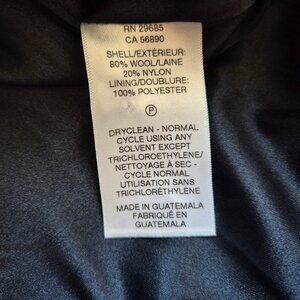 RN 29685
CA 56890
SHELL/EXTÉRIEUR:
80% WOOL/LAINE
20% NYLON
LINING/DOUBLURE:
100% POLYESTER
P
DRYCLEAN - NORMAL
CYCLE USING ANY
SOLVENT EXCEPT
TRICHLOROETHYLENE/
NETTOYAGE À SEC -
CYCLE NORMAL
UTILISATION SANS
TRICHLORÉTHYLÈNE
MADE IN GUATEMALA
FABRIQUÉ EN
GUATEMALA